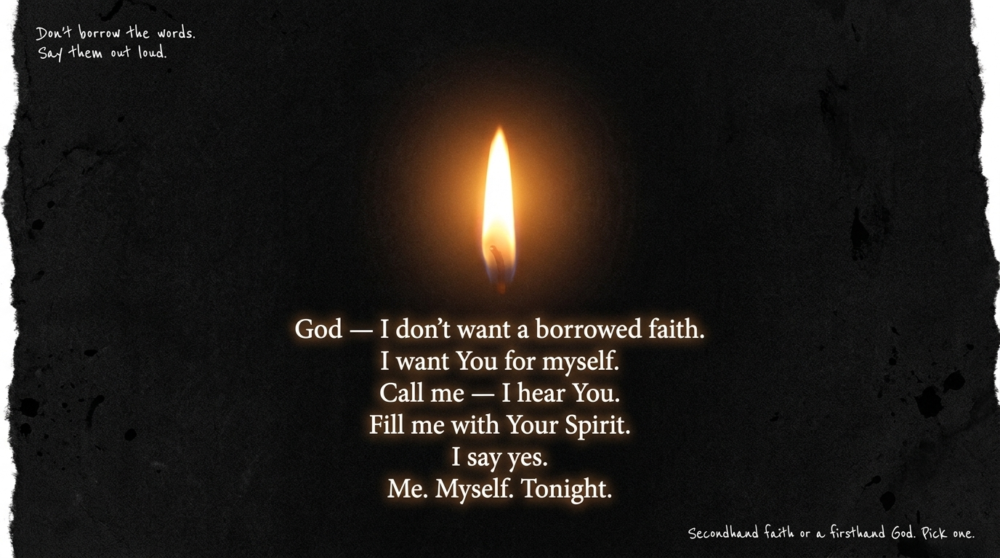 Don't borrow the words.
Say them out loud.
God — I don't want a borrowed faith.
I want You for myself.
Call me — I hear You.
Fill me with Your Spirit.
I say yes.
Me. Myself. Tonight.
Secondhand faith or a firsthand God. Pick one.